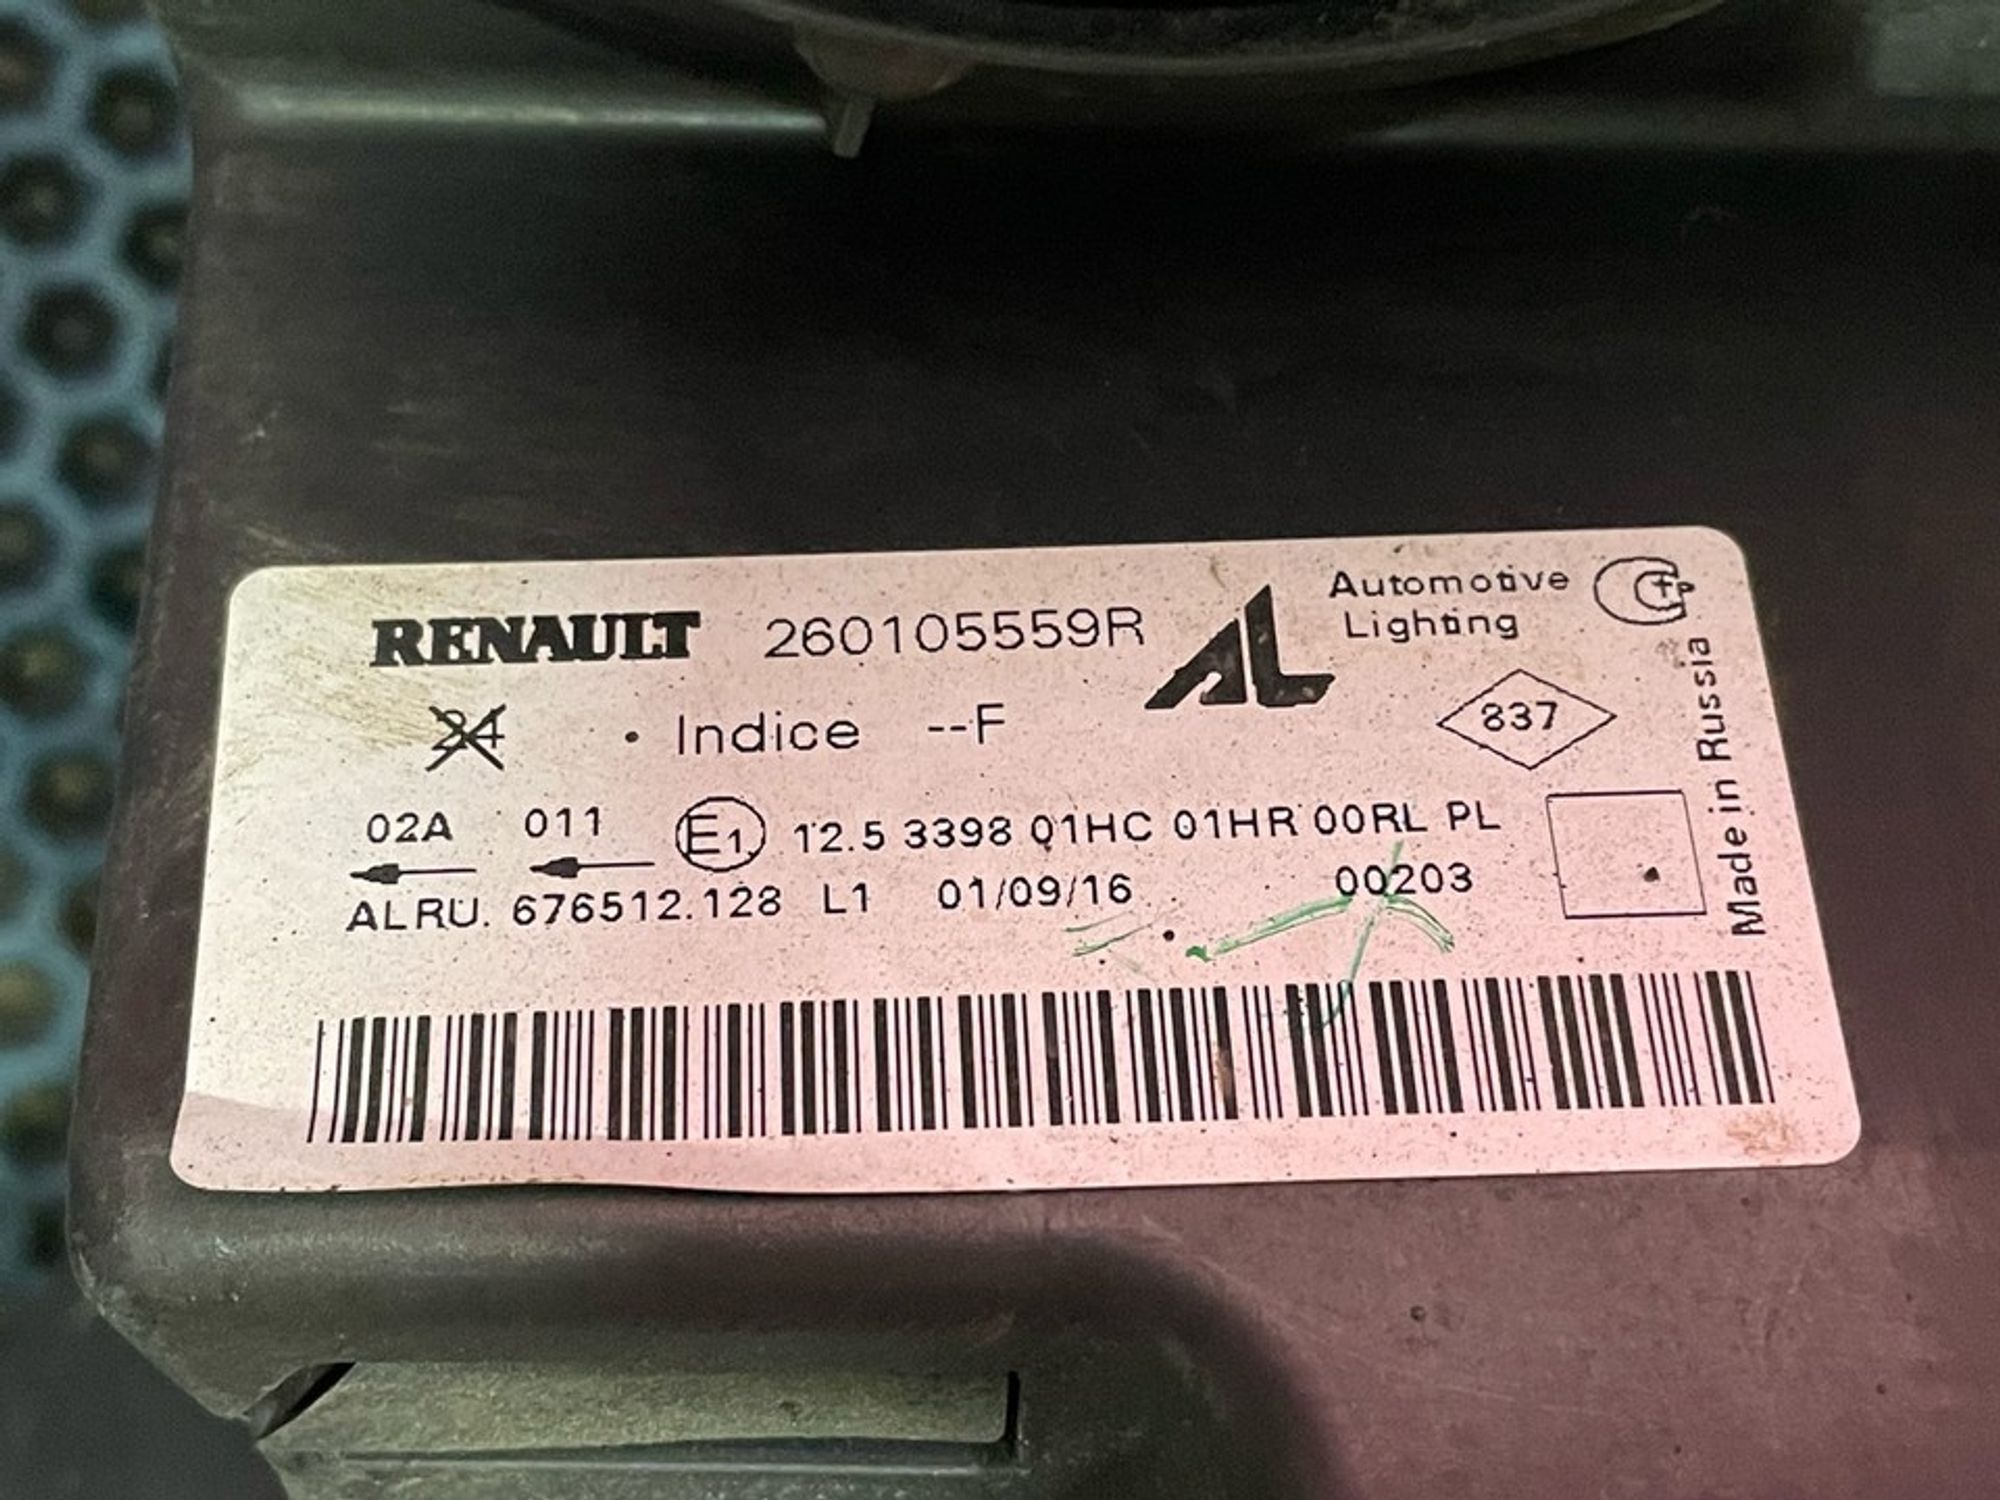 RENAULT 260105559R AL Automotive
Lighting
24 . Indice --F
837
02A 011 E1 12.5 3398 01HC 01HR 00RL PL
ALRU. 676512.128 L1 01/09/16 00203
Made in Russia